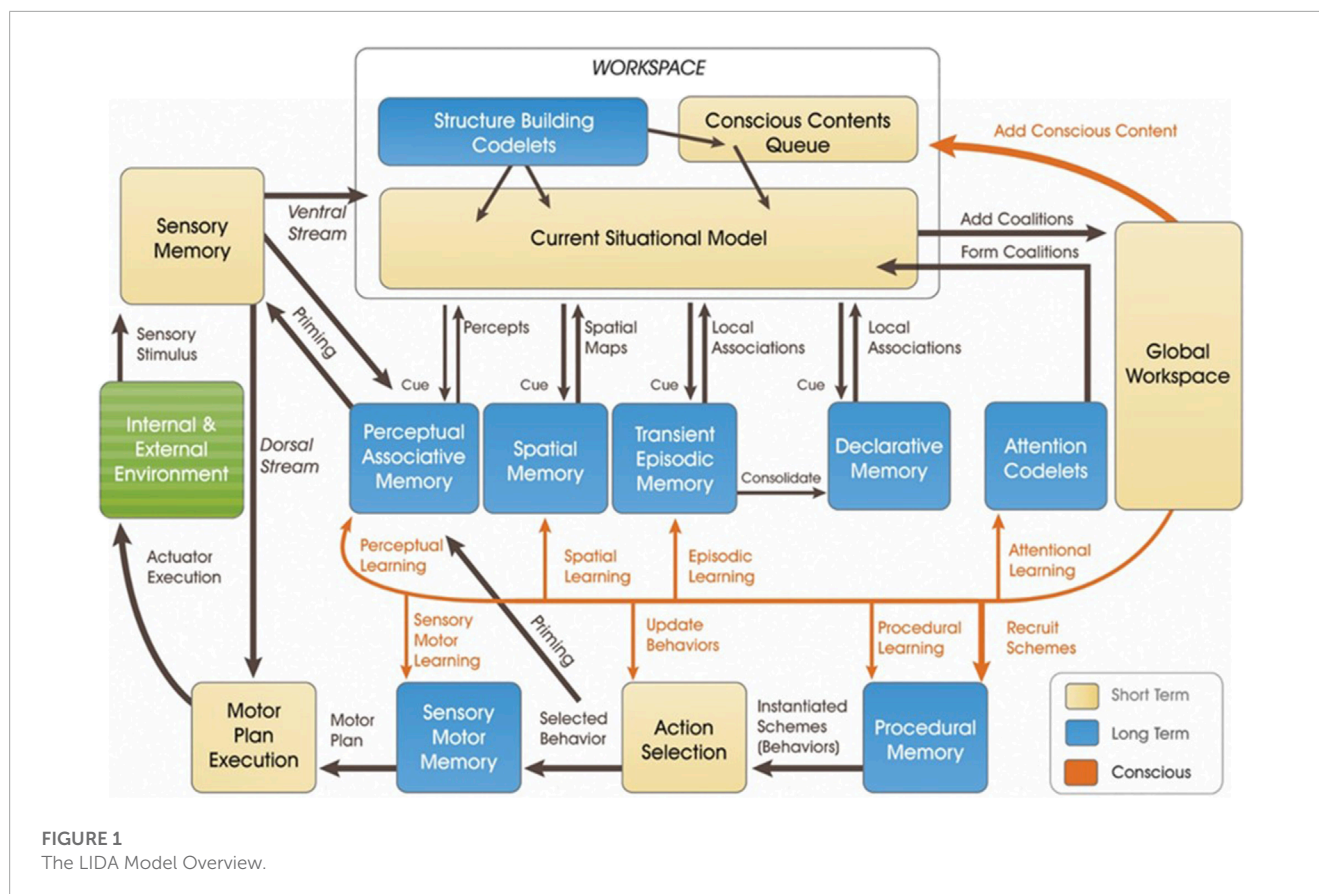 WORKSPACE
Structure Building
Codelets
Conscious Contents
Queue
Add Conscious Content
Sensory
Memory
Ventral
Stream
Current Situational Model
Add Coalitions
Form Coalitions
Global
Workspace
Sensory
Stimulus
Priming
Cue
Percepts
Cue
Spatial
Maps
Cue
Local
Associations
Cue
Local
Associations
Internal &
External
Environment
Dorsal
Stream
Perceptual
Associative
Memory
Spatial
Memory
Transient
Episodic
Memory
Consolidate
Declarative
Memory
Attention
Codelets
Actuator
Execution
Perceptual
Learning
Spatial
Learning
Episodic
Learning
Attentional
Learning
Sensory
Motor
Learning
Priming
Update
Behaviors
Procedural
Learning
Recruit
Schemes
Motor
Plan
Execution
Motor
Plan
Sensory
Motor
Memory
Selected
Behavior
Action
Selection
Instantiated
Schemes
(Behaviors)
Procedural
Memory
Short Term
Long Term
Conscious
FIGURE 1
The LIDA Model Overview.